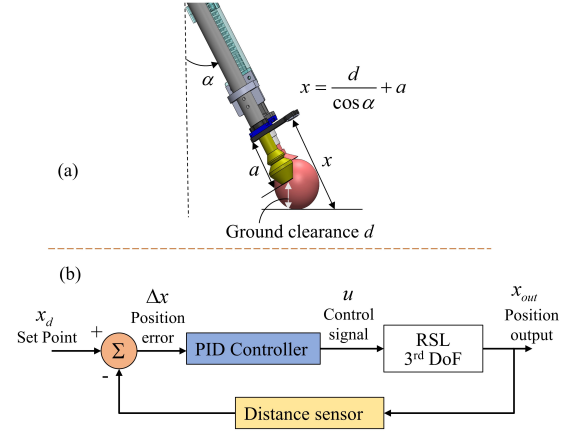 α
x = d/cosα + a
a
x
(a)
Ground clearance d
(b)
x_d
Set Point
+
-
Σ
Δx
Position
error
PID Controller
u
Control
signal
RSL
3rd DoF
x_out
Position
output
Distance sensor